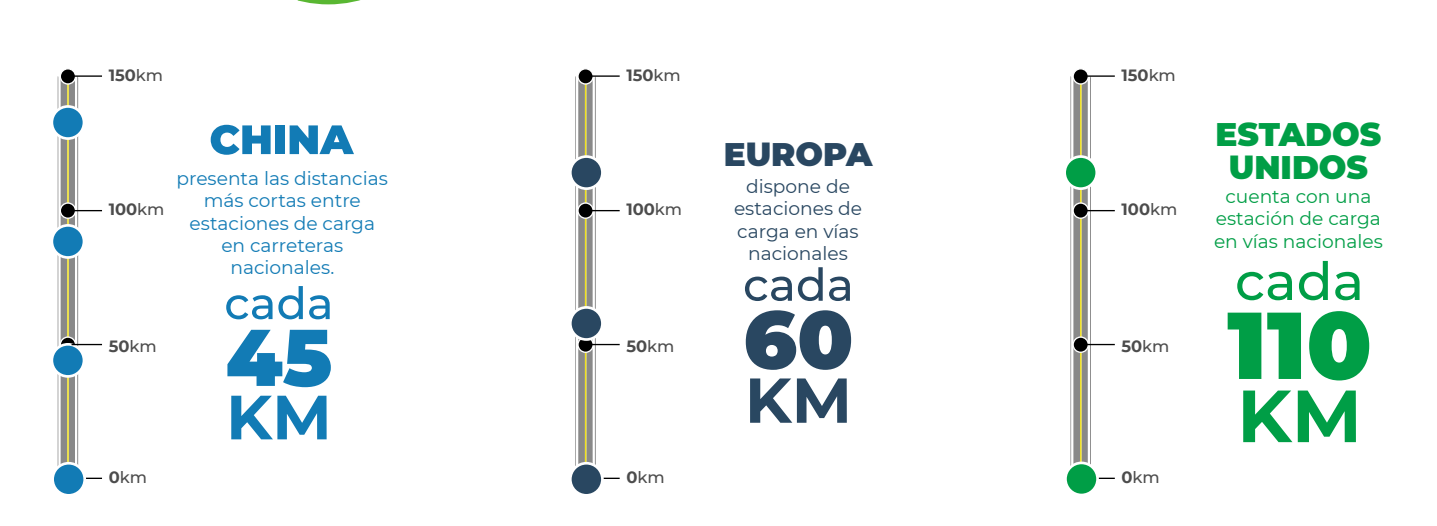 150km
100km
50km
0km
CHINA
presenta las distancias
más cortas entre
estaciones de carga
en carreteras
nacionales.
cada
45
KM
150km
100km
50km
0km
EUROPA
dispone de
estaciones de
carga en vías
nacionales
cada
60
KM
150km
100km
50km
0km
ESTADOS
UNIDOS
cuenta con una
estación de carga
en vías nacionales
cada
110
KM